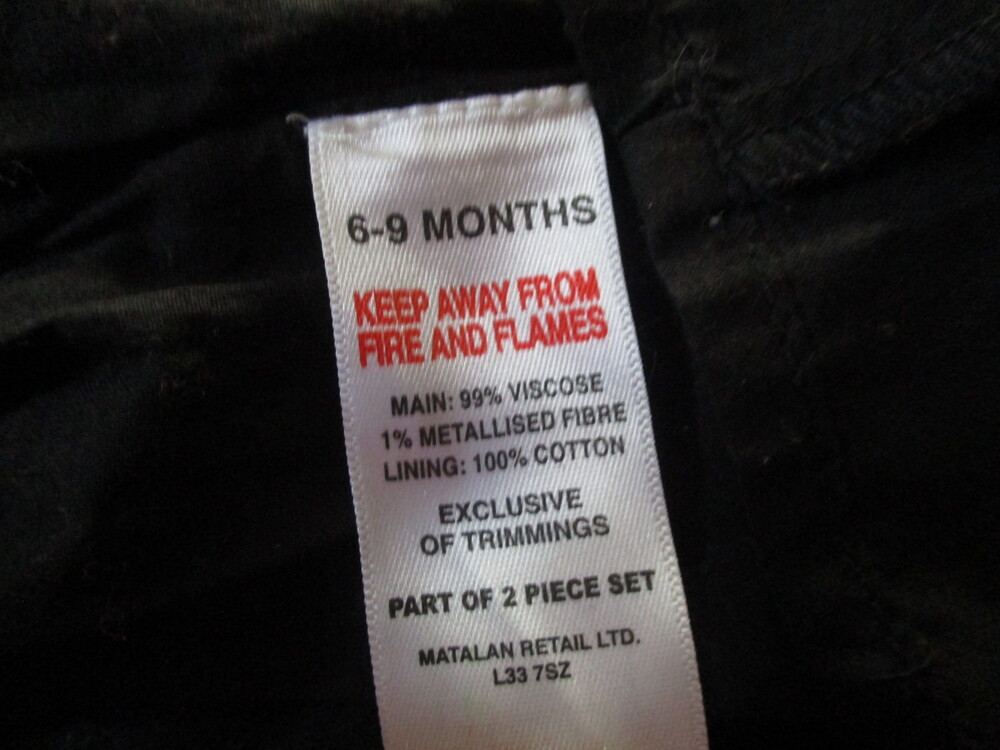 6-9 MONTHS
KEEP AWAY FROM
FIRE AND FLAMES
MAIN: 99% VISCOSE
1% METALLISED FIBRE
LINING: 100% COTTON
EXCLUSIVE
OF TRIMMINGS
PART OF 2 PIECE SET
MATALAN RETAIL LTD.
L33 7SZ